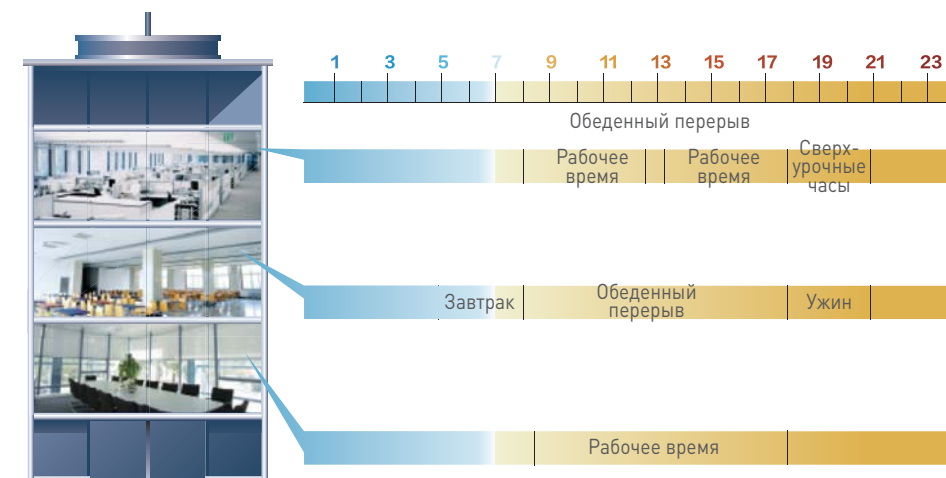 1 3 5 7 9 11 13 15 17 19 21 23
Обеденный перерыв
Рабочее
время
Рабочее
время
Сверх-
урочные
часы
Завтрак
Обеденный
перерыв
Ужин
Рабочее время